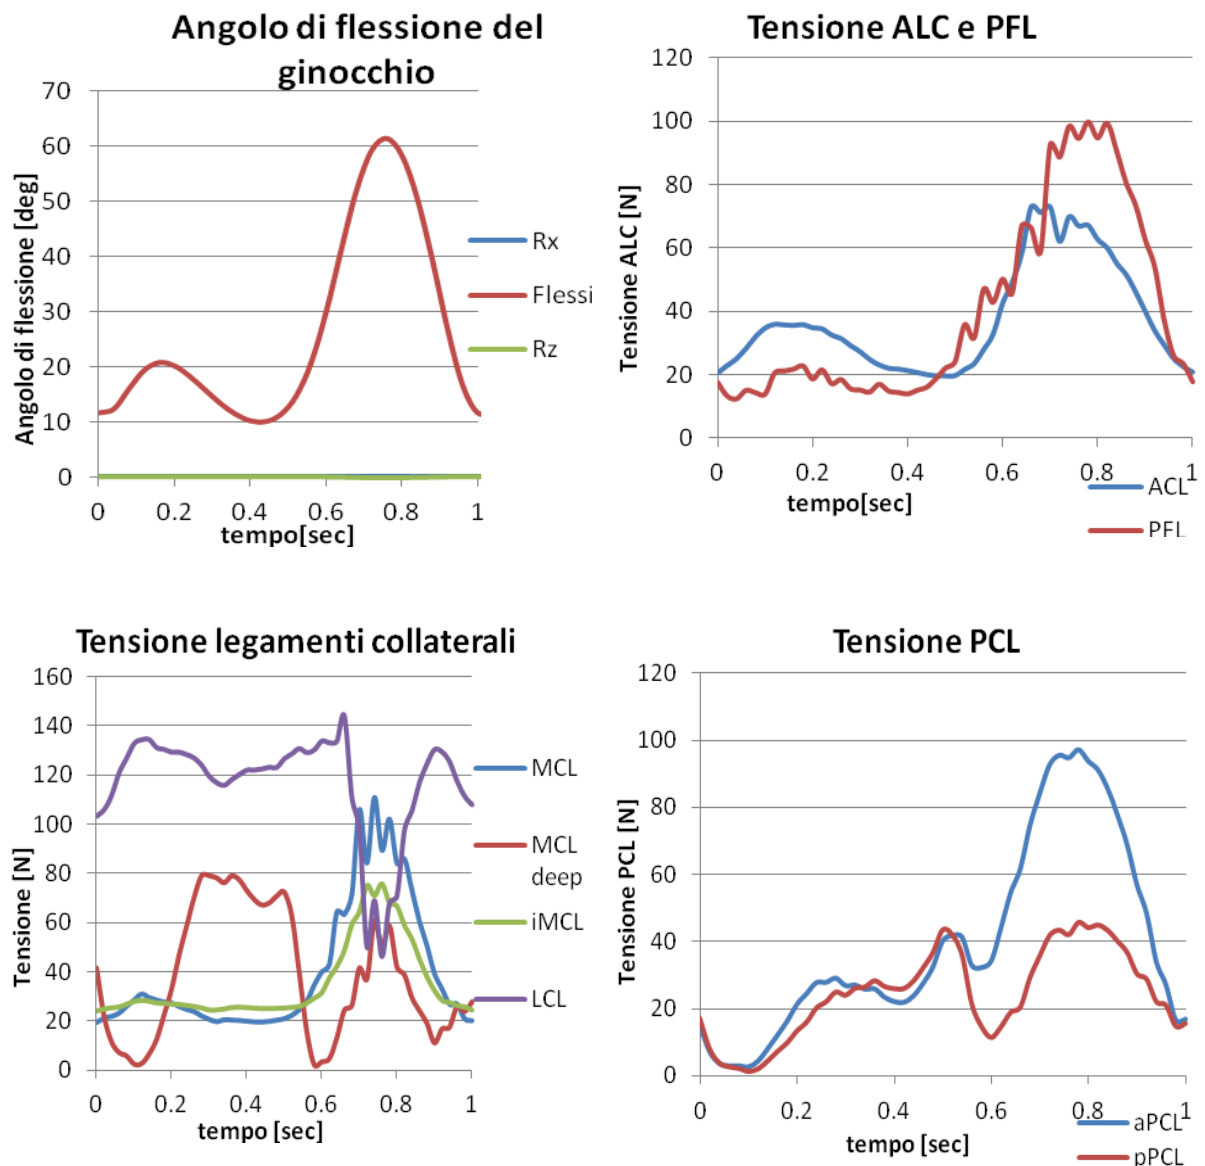 Angolo di flessione del
ginocchio
Angolo di flessione [deg]
70
60
50
40
30
20
10
0
0 0.2 0.4 0.6 0.8 1
tempo[sec]
Rx
Flessi
Rz
Tensione ALC e PFL
Tensione ALC [N]
120
100
80
60
40
20
0
0 0.2 0.4 0.6 0.8 1
tempo[sec]
ACL
PFL
Tensione legamenti collaterali
Tensione [N]
160
140
120
100
80
60
40
20
0
0 0.2 0.4 0.6 0.8 1
tempo [sec]
MCL
MCL
deep
iMCL
LCL
Tensione PCL
Tensione PCL [N]
120
100
80
60
40
20
0
0 0.2 0.4 0.6 0.8 1
tempo [sec]
aPCL
pPCL